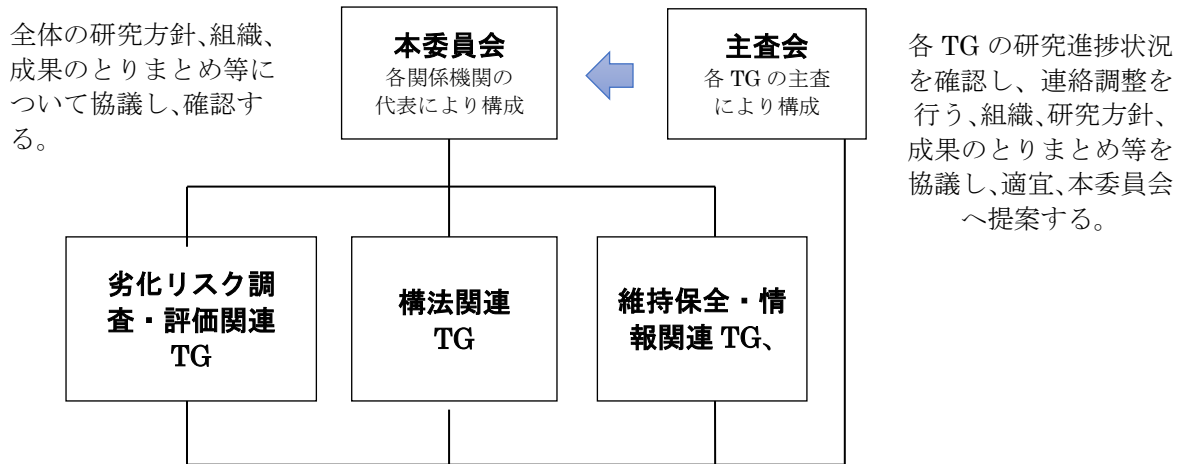 全体の研究方針、組織、
成果のとりまとめ等に
ついて協議し、確認す
る。
本委員会
各関係機関の
代表により構成
主査会
各 TG の主査
により構成
各 TG の研究進捗状況
を確認し、連絡調整を
行う、組織、研究方針、
成果のとりまとめ等を
協議し、適宜、本委員会
へ提案する。
劣化リスク調
査・評価関連
TG
構法関連
TG
維持保全・情
報関連 TG、